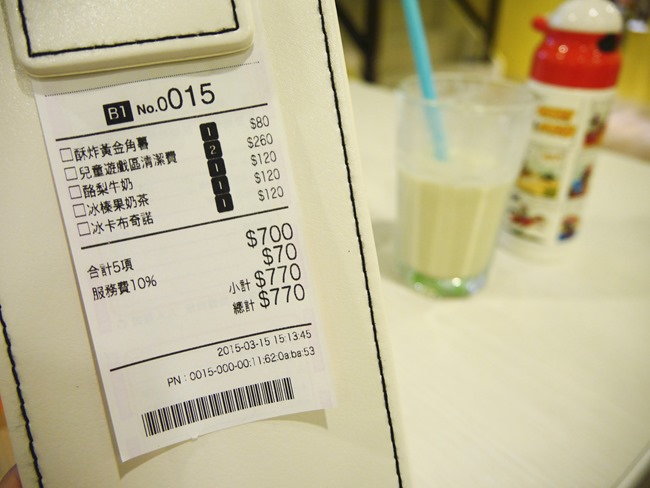 B1 No.0015
□酥炸黃金角薯 1 $80
□兒童遊戲區清潔費 2 $260
□酪梨牛奶 1 $120
□冰榛果奶茶 1 $120
□冰卡布奇諾 1 $120
合計5項 $700
服務費10% $70
小計 $770
總計 $770
2015-03-15 15:13:45
PN : 0015-000-00:11:62:0a:ba:53